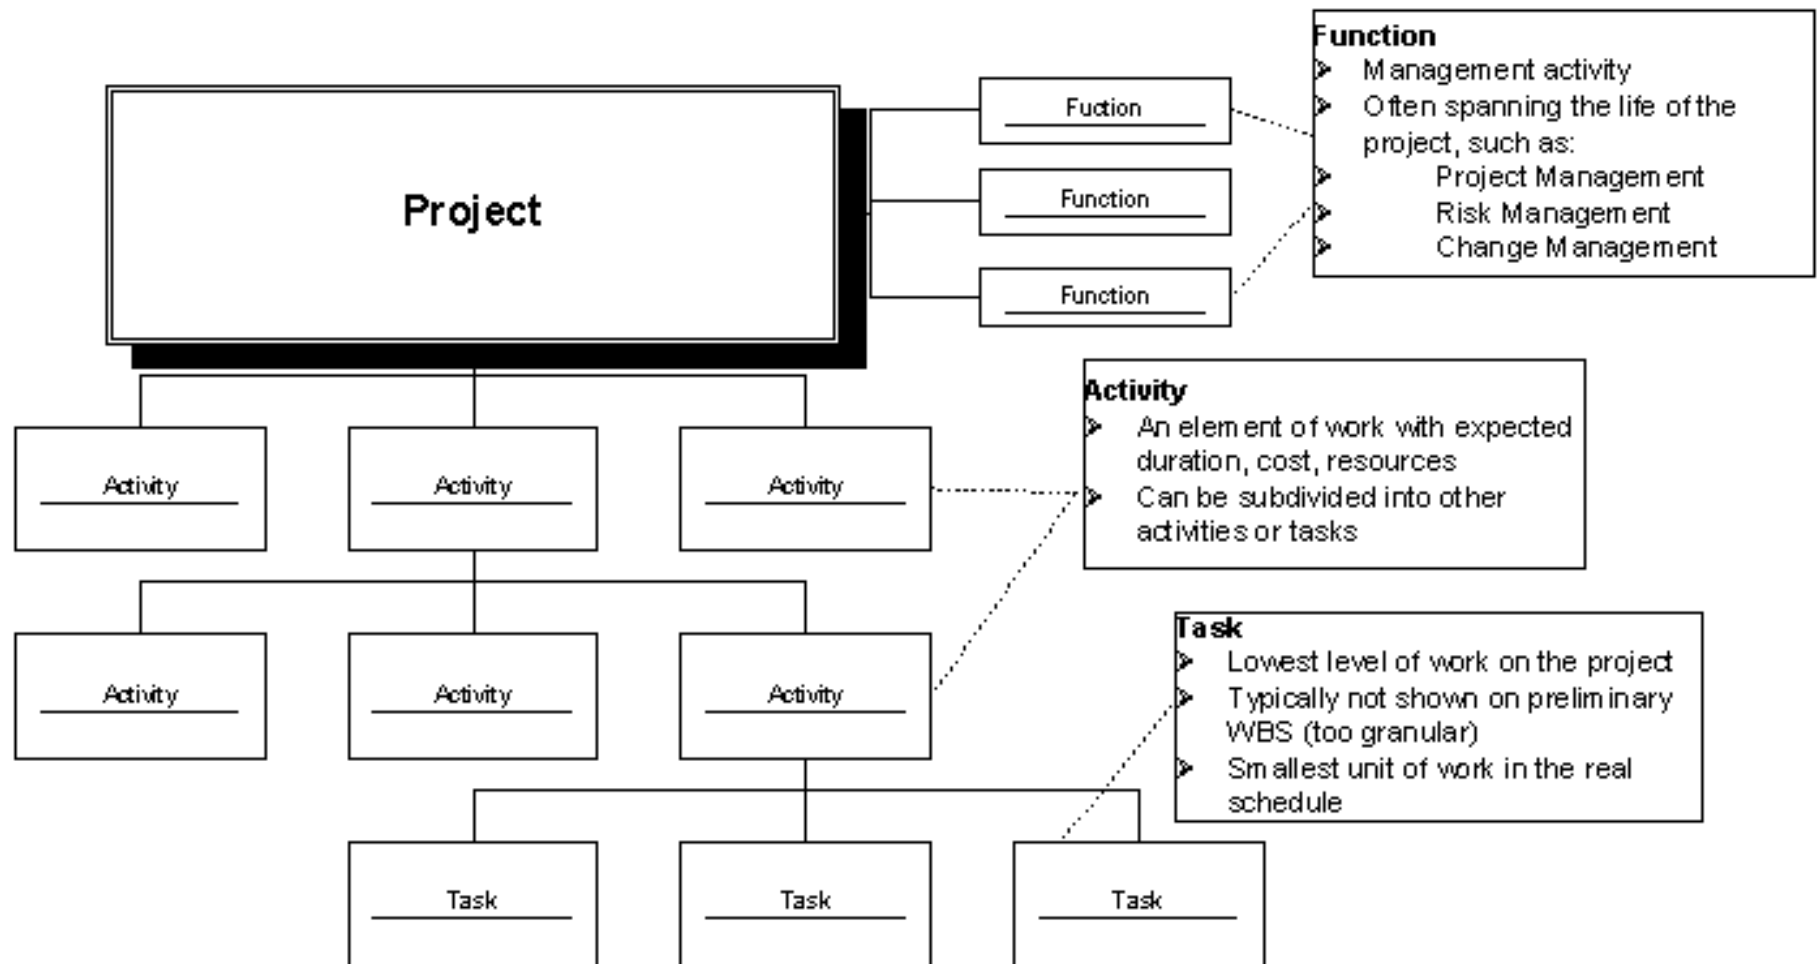 Function
➢ Management activity
➢ Often spanning the life of the
project, such as:
➢ Project Management
➢ Risk Management
➢ Change Management
Project
Fuction
Function
Function
Activity
➢ An element of work with expected
duration, cost, resources
➢ Can be subdivided into other
activities or tasks
Activity
Activity
Activity
Task
➢ Lowest level of work on the project
➢ Typically not shown on preliminary
WBS (too granular)
➢ Smallest unit of work in the real
schedule
Activity
Activity
Activity
Task
Task
Task